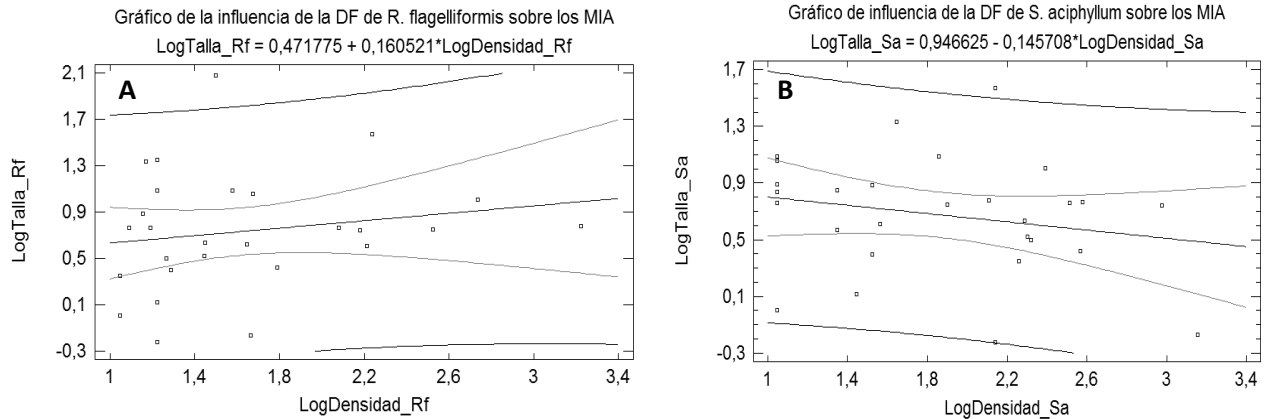 Gráfico de la influencia de la DF de R. flagelliformis sobre los MIA
LogTalla_Rf = 0,471775 + 0,160521*LogDensidad_Rf
A
LogTalla_Rf
2,1
1,7
1,3
0,9
0,5
0,1
-0,3
1
1,4
1,8
2,2
2,6
3
3,4
LogDensidad_Rf
Gráfico de influencia de la DF de S. aciphyllum sobre los MIA
LogTalla_Sa = 0,946625 - 0,145708*LogDensidad_Sa
B
LogTalla_Sa
1,7
1,3
0,9
0,5
0,1
-0,3
1
1,4
1,8
2,2
2,6
3
3,4
LogDensidad_Sa